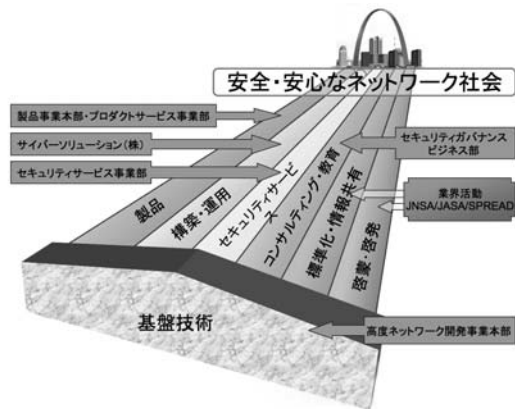 安全・安心なネットワーク社会
製品事業本部・プロダクトサービス事業部
サイバーソリューション(株)
セキュリティサービス事業部
セキュリティガバナンス
ビジネス部
業界活動
JNSA/JASA/SPREAD
製品
構築・運用
セキュリティサービ
ス
コンサルティング・教育
標準化・情報共有
啓蒙・啓発
基盤技術
高度ネットワーク開発事業本部